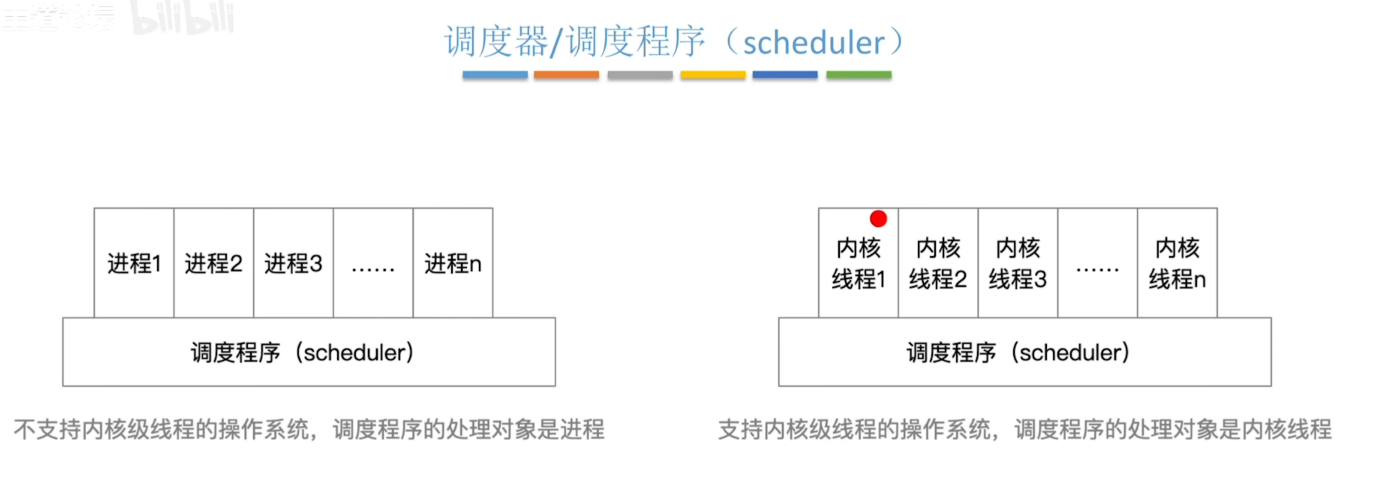 bilibili
调度器/调度程序（scheduler）
进程1 进程2 进程3 …… 进程n
调度程序（scheduler）
不支持内核级线程的操作系统，调度程序的处理对象是进程
内核 内核 内核 内核
线程1 线程2 线程3 …… 线程n
调度程序（scheduler）
支持内核级线程的操作系统，调度程序的处理对象是内核线程